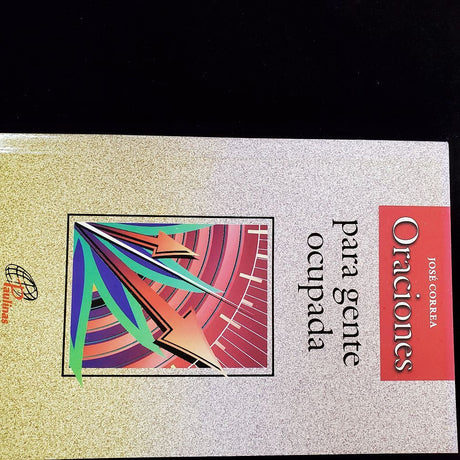 JOSÉ CORREA
Oraciones
para gente
ocupada
Paulinas